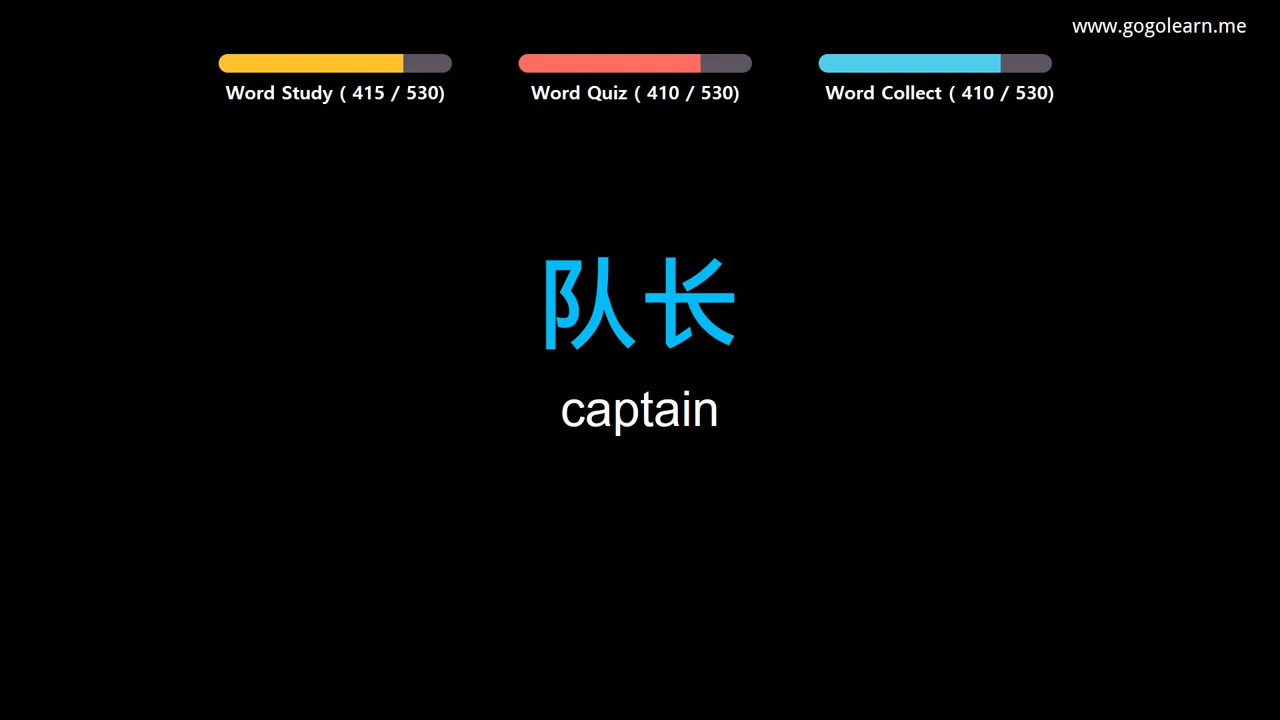 www.gogolearn.me
Word Study ( 415 / 530)
Word Quiz ( 410 / 530)
Word Collect ( 410 / 530)
队长
captain